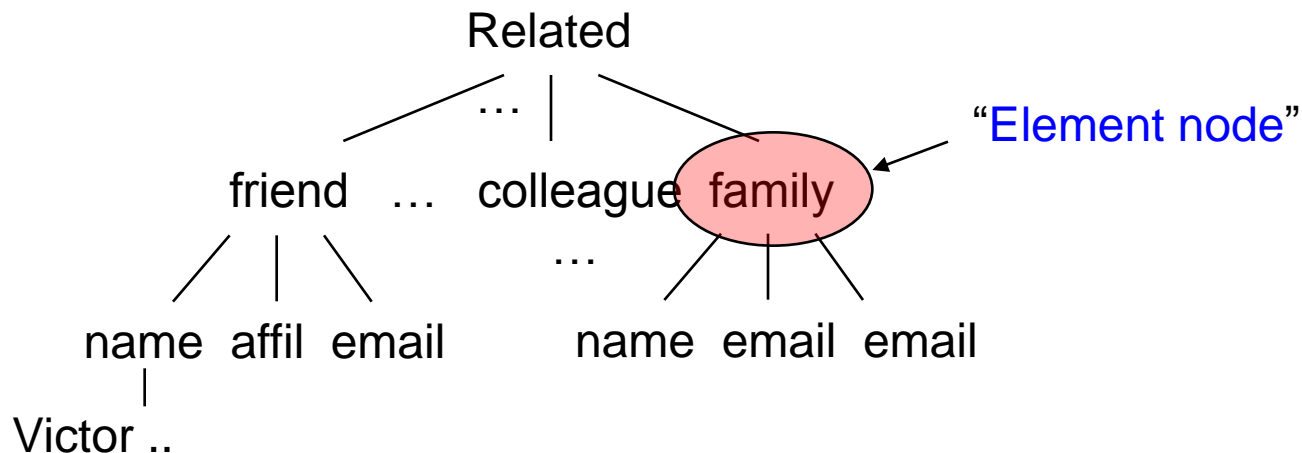 Related
…
“Element node”
friend … colleague family
…
name affil email name email email
Victor ..